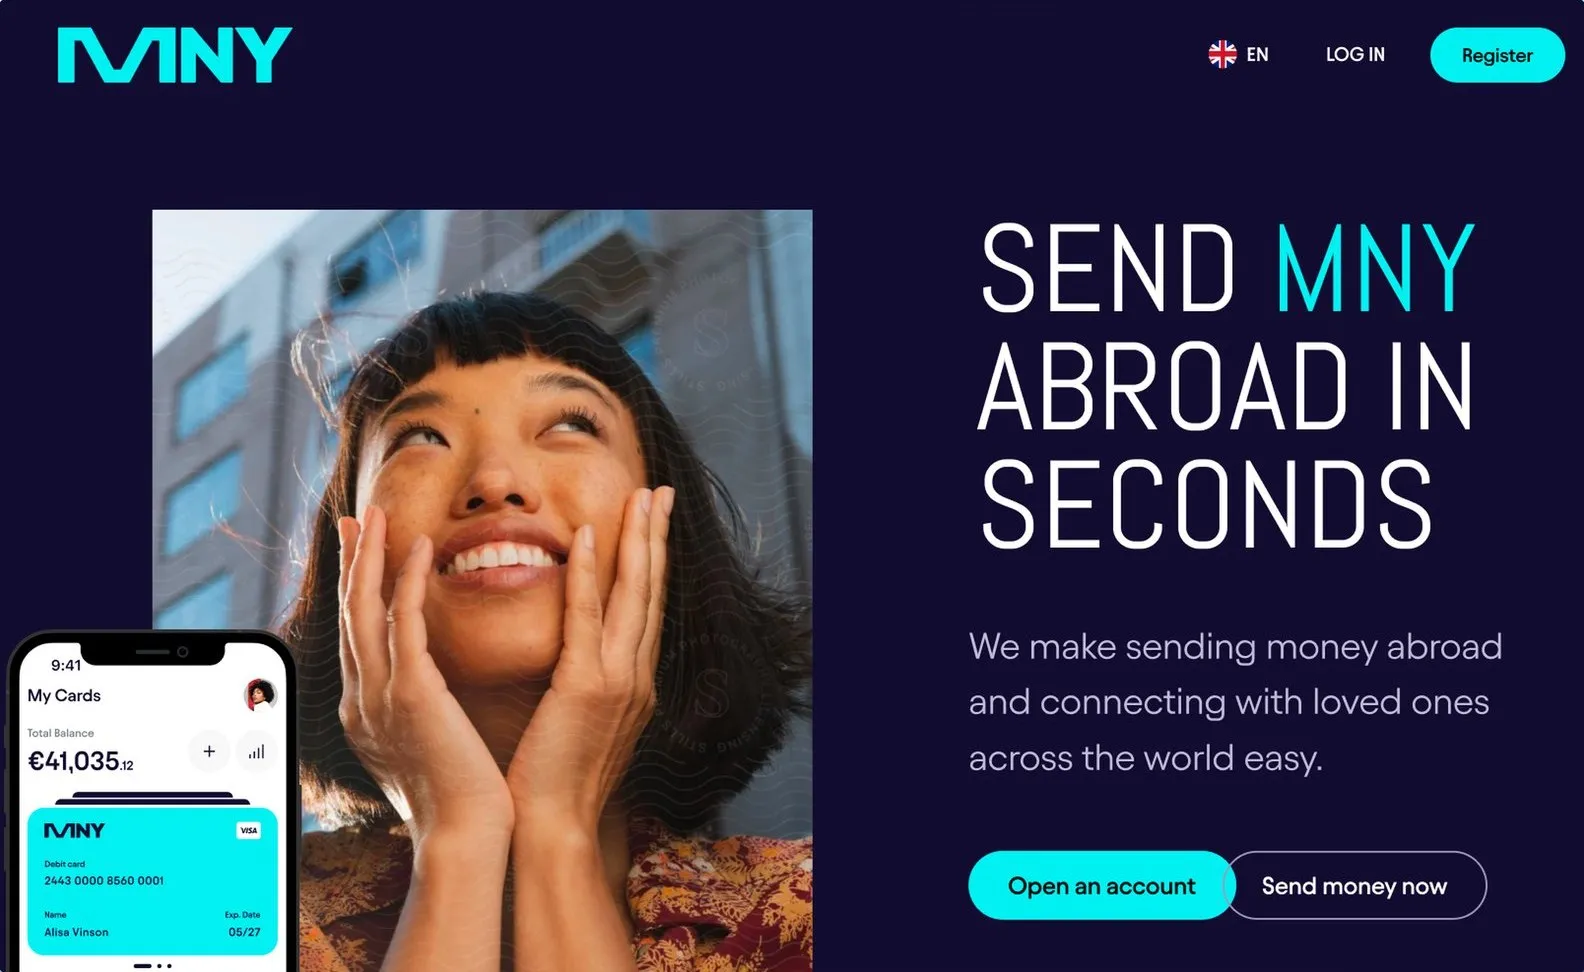 MNY
EN
LOG IN
Register
SEND MNY
ABROAD IN
SECONDS
We make sending money abroad
and connecting with loved ones
across the world easy.
Open an account
Send money now
9:41
My Cards
Total Balance
€41,035.12
+
MNY
VISA
Debit card
2443 0000 8560 0001
Name
Exp. Date
Alisa Vinson
05/27